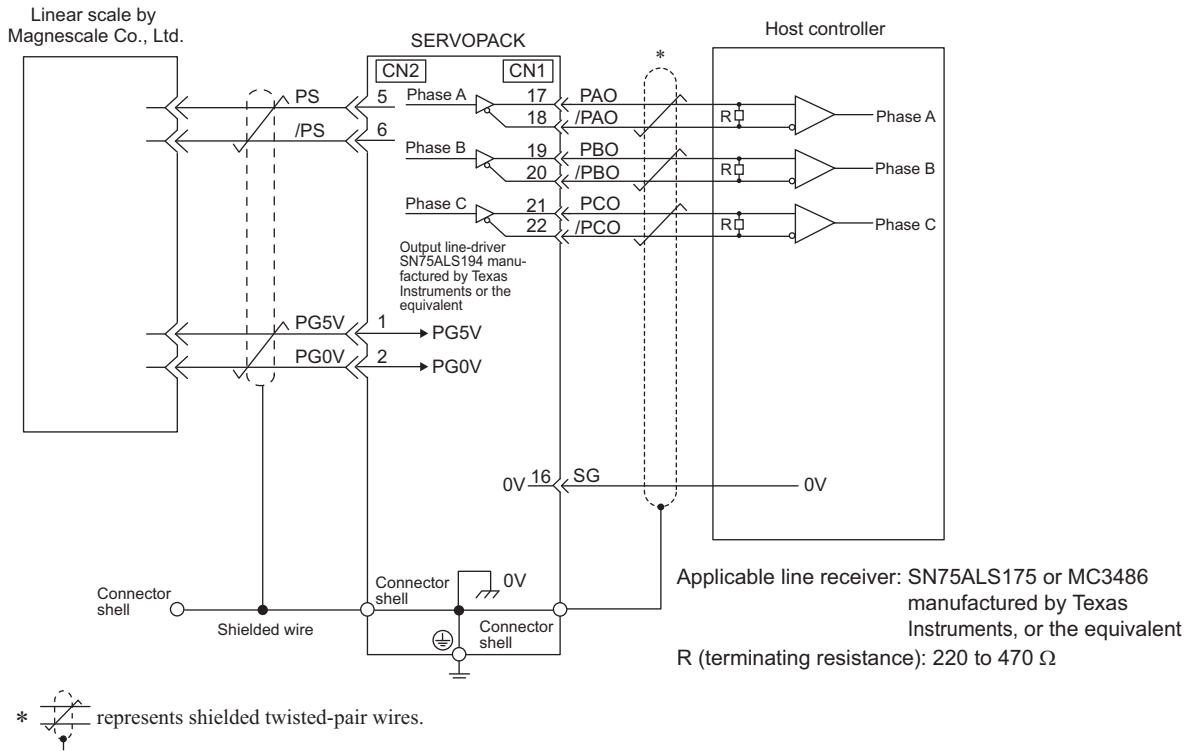 Linear scale by
Magnescale Co., Ltd.
SERVOPACK
Host controller
*
CN2
CN1
PS
5
Phase A
17
PAO
R
Phase A
18
/PAO
/PS
6
Phase B
19
PBO
R
Phase B
20
/PBO
Phase C
21
PCO
R
Phase C
22
/PCO
Output line-driver
SN75ALS194 manu-
factured by Texas
Instruments or the
equivalent
PG5V
1
PG5V
PG0V
2
PG0V
0V
16
SG
0V
Connector
shell
Shielded wire
Connector
shell
0V
Connector
shell
Applicable line receiver: SN75ALS175 or MC3486
manufactured by Texas
Instruments, or the equivalent
R (terminating resistance): 220 to 470 Ω
* represents shielded twisted-pair wires.